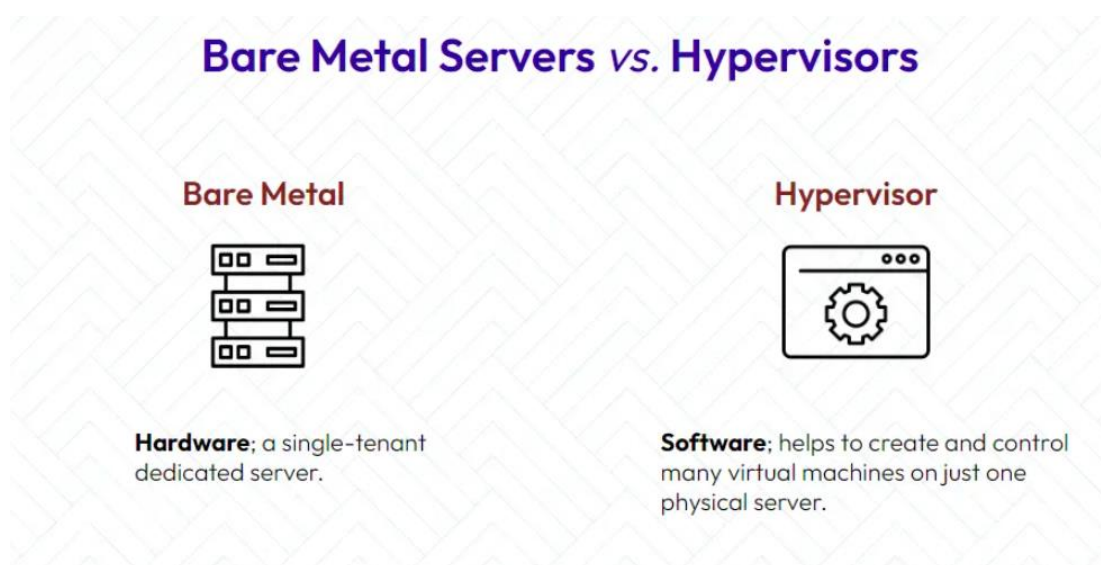 Bare Metal Servers vs. Hypervisors
Bare Metal
Hypervisor
Hardware; a single-tenant
dedicated server.
Software; helps to create and control
many virtual machines on just one
physical server.